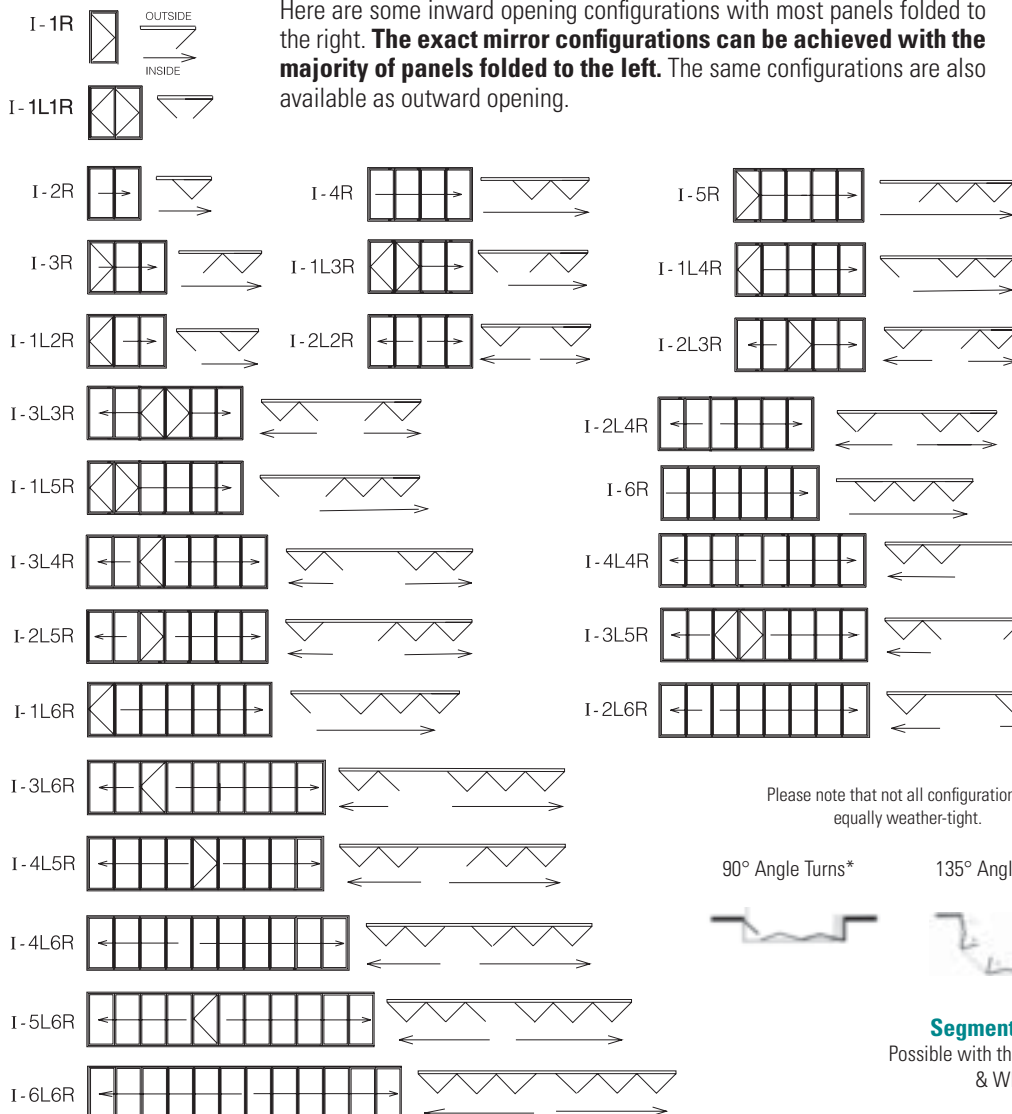 Here are some inward opening configurations with most panels folded to
the right. The exact mirror configurations can be achieved with the
majority of panels folded to the left. The same configurations are also
available as outward opening.
I-1R
OUTSIDE
INSIDE
I-1L1R
I-2R
I-4R
I-5R
I-3R
I-1L3R
I-1L4R
I-1L2R
I-2L2R
I-2L3R
I-3L3R
I-2L4R
I-1L5R
I-6R
I-3L4R
I-4L4R
I-2L5R
I-3L5R
I-1L6R
I-2L6R
I-3L6R
I-4L5R
I-4L6R
I-5L6R
I-6L6R
Please note that not all configuration
equally weather-tight.
90° Angle Turns*
135° Angl
Segment
Possible with th
& W